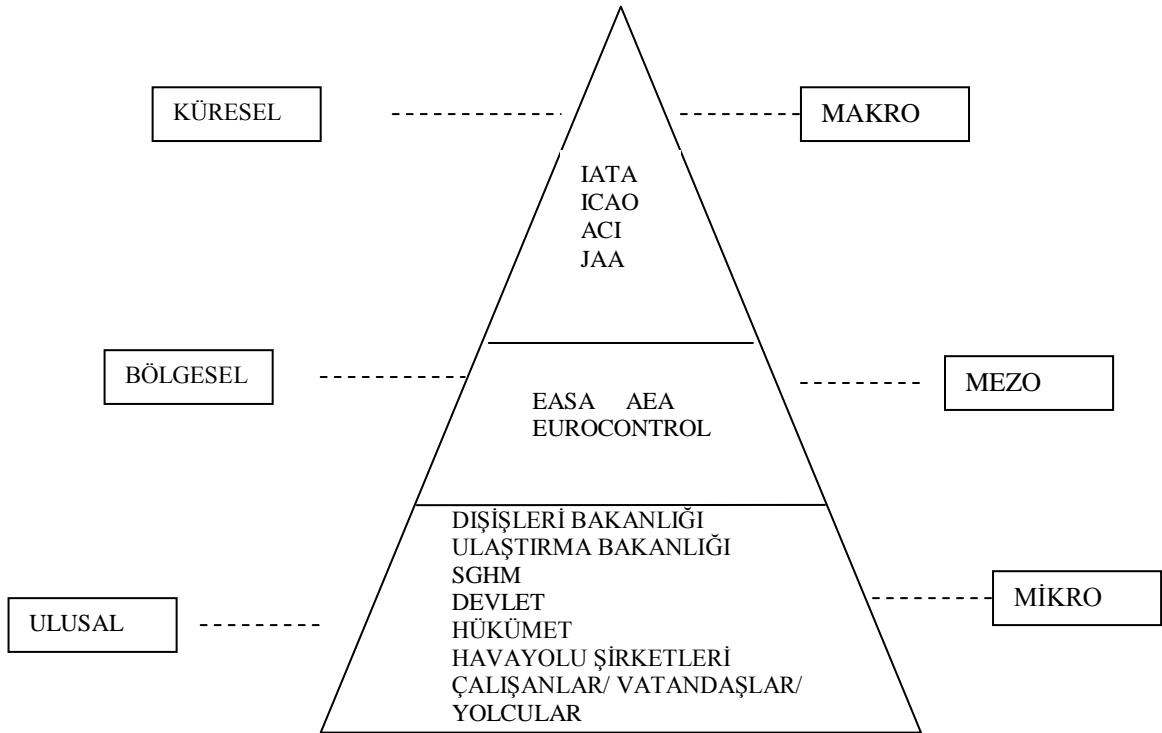 KÜRESEL
MAKRO
IATA
ICAO
ACI
JAA
BÖLGESEL
MEZO
EASA AEA
EUROCONTROL
DIŞİŞLERİ BAKANLIĞI
ULAŞTIRMA BAKANLIĞI
SGHM
DEVLET
HÜKÜMET
HAVAYOLU ŞİRKETLERİ
ÇALIŞANLAR/ VATANDAŞLAR/
YOLCULAR
ULUSAL
MİKRO